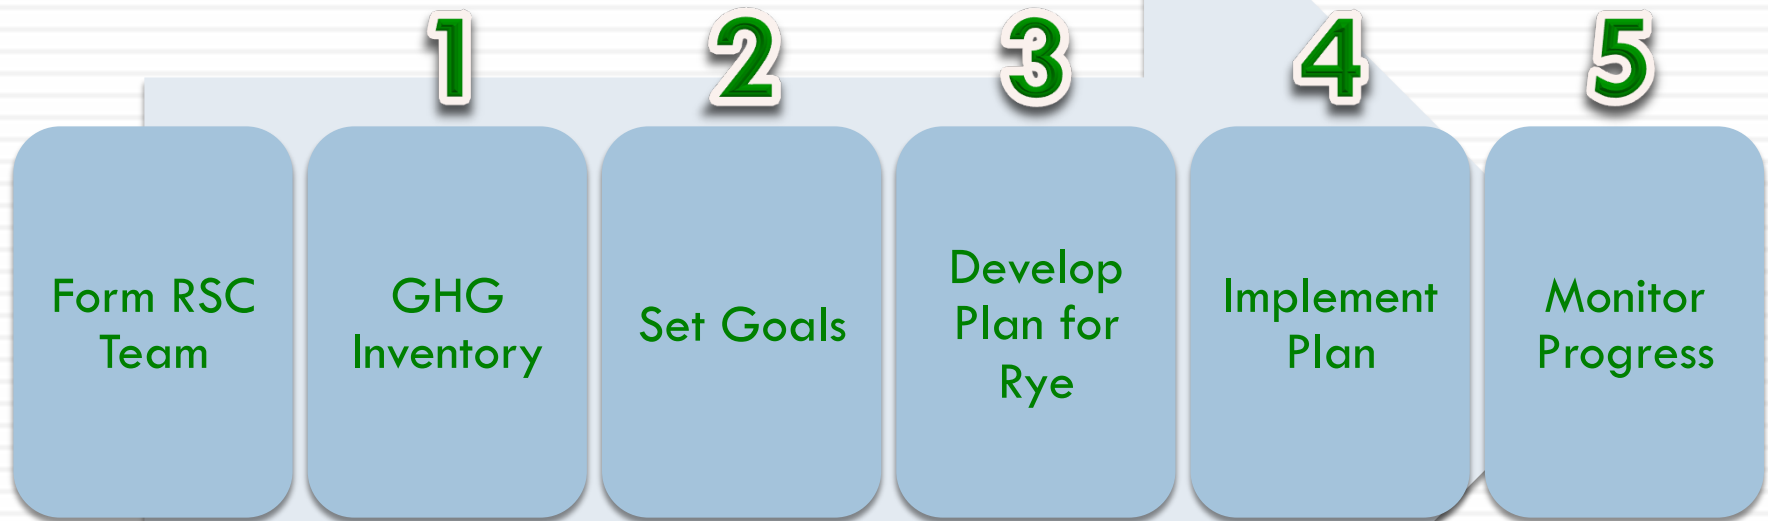 1
2
3
4
5
Form RSC
Team
GHG
Inventory
Set Goals
Develop
Plan for
Rye
Implement
Plan
Monitor
Progress